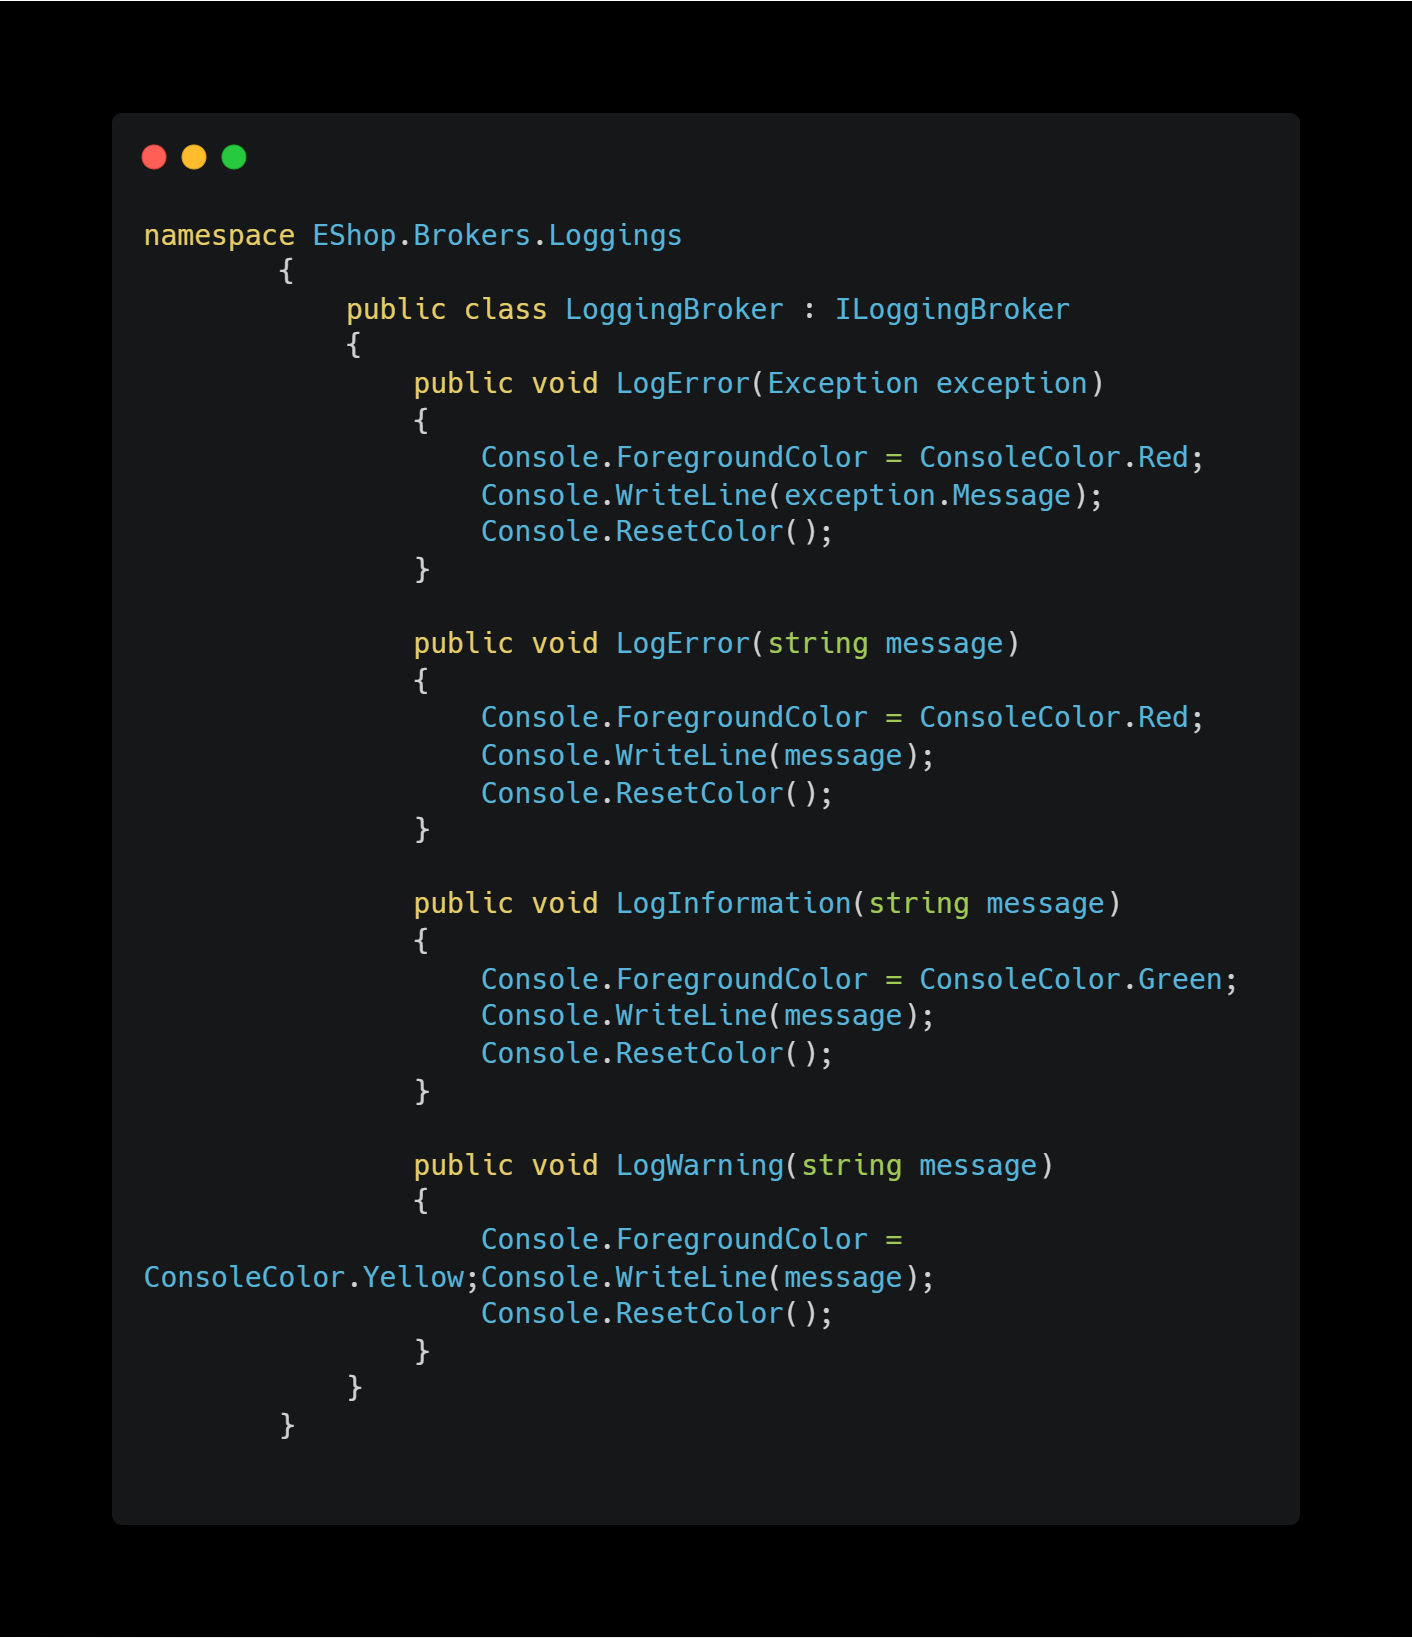 namespace EShop.Brokers.Loggings
{
public class LoggingBroker : ILoggingBroker
{
public void LogError(Exception exception)
{
Console.ForegroundColor = ConsoleColor.Red;
Console.WriteLine(exception.Message);
Console.ResetColor();
}
public void LogError(string message)
{
Console.ForegroundColor = ConsoleColor.Red;
Console.WriteLine(message);
Console.ResetColor();
}
public void LogInformation(string message)
{
Console.ForegroundColor = ConsoleColor.Green;
Console.WriteLine(message);
Console.ResetColor();
}
public void LogWarning(string message)
{
Console.ForegroundColor =
ConsoleColor.Yellow;Console.WriteLine(message);
Console.ResetColor();
}
}
}